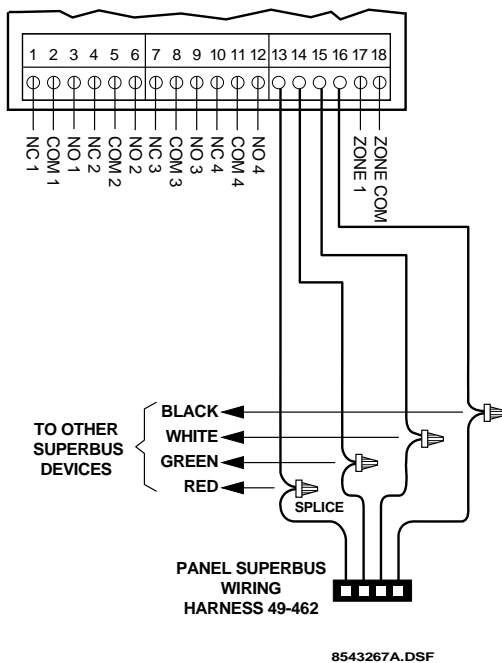 1 2 3 4 5 6 7 8 9 10 11 12 13 14 15 16 17 18
NC 1
COM 1
NO 1
NC 2
COM 2
NO 2
NC 3
COM 3
NO 3
NC 4
COM 4
NO 4
ZONE 1
ZONE COM
TO OTHER
SUPERBUS
DEVICES
BLACK
WHITE
GREEN
RED
SPLICE
PANEL SUPERBUS
WIRING
HARNESS 49-462
8543267A.DSF